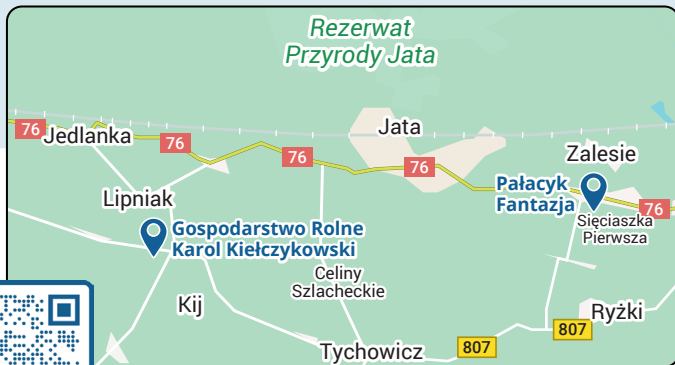 Rezerwat
Przyrody Jata
76
Jedlanka
76
Jata
76
76
Zalesie
Pałacyk
Fantazja
76
Lipniak
Sięciaszka
Pierwsza
Gospodarstwo Rolne
Karol Kiełczykowski
Celiny
Szlacheckie
Kij
Ryżki
807
807
Tychowicz